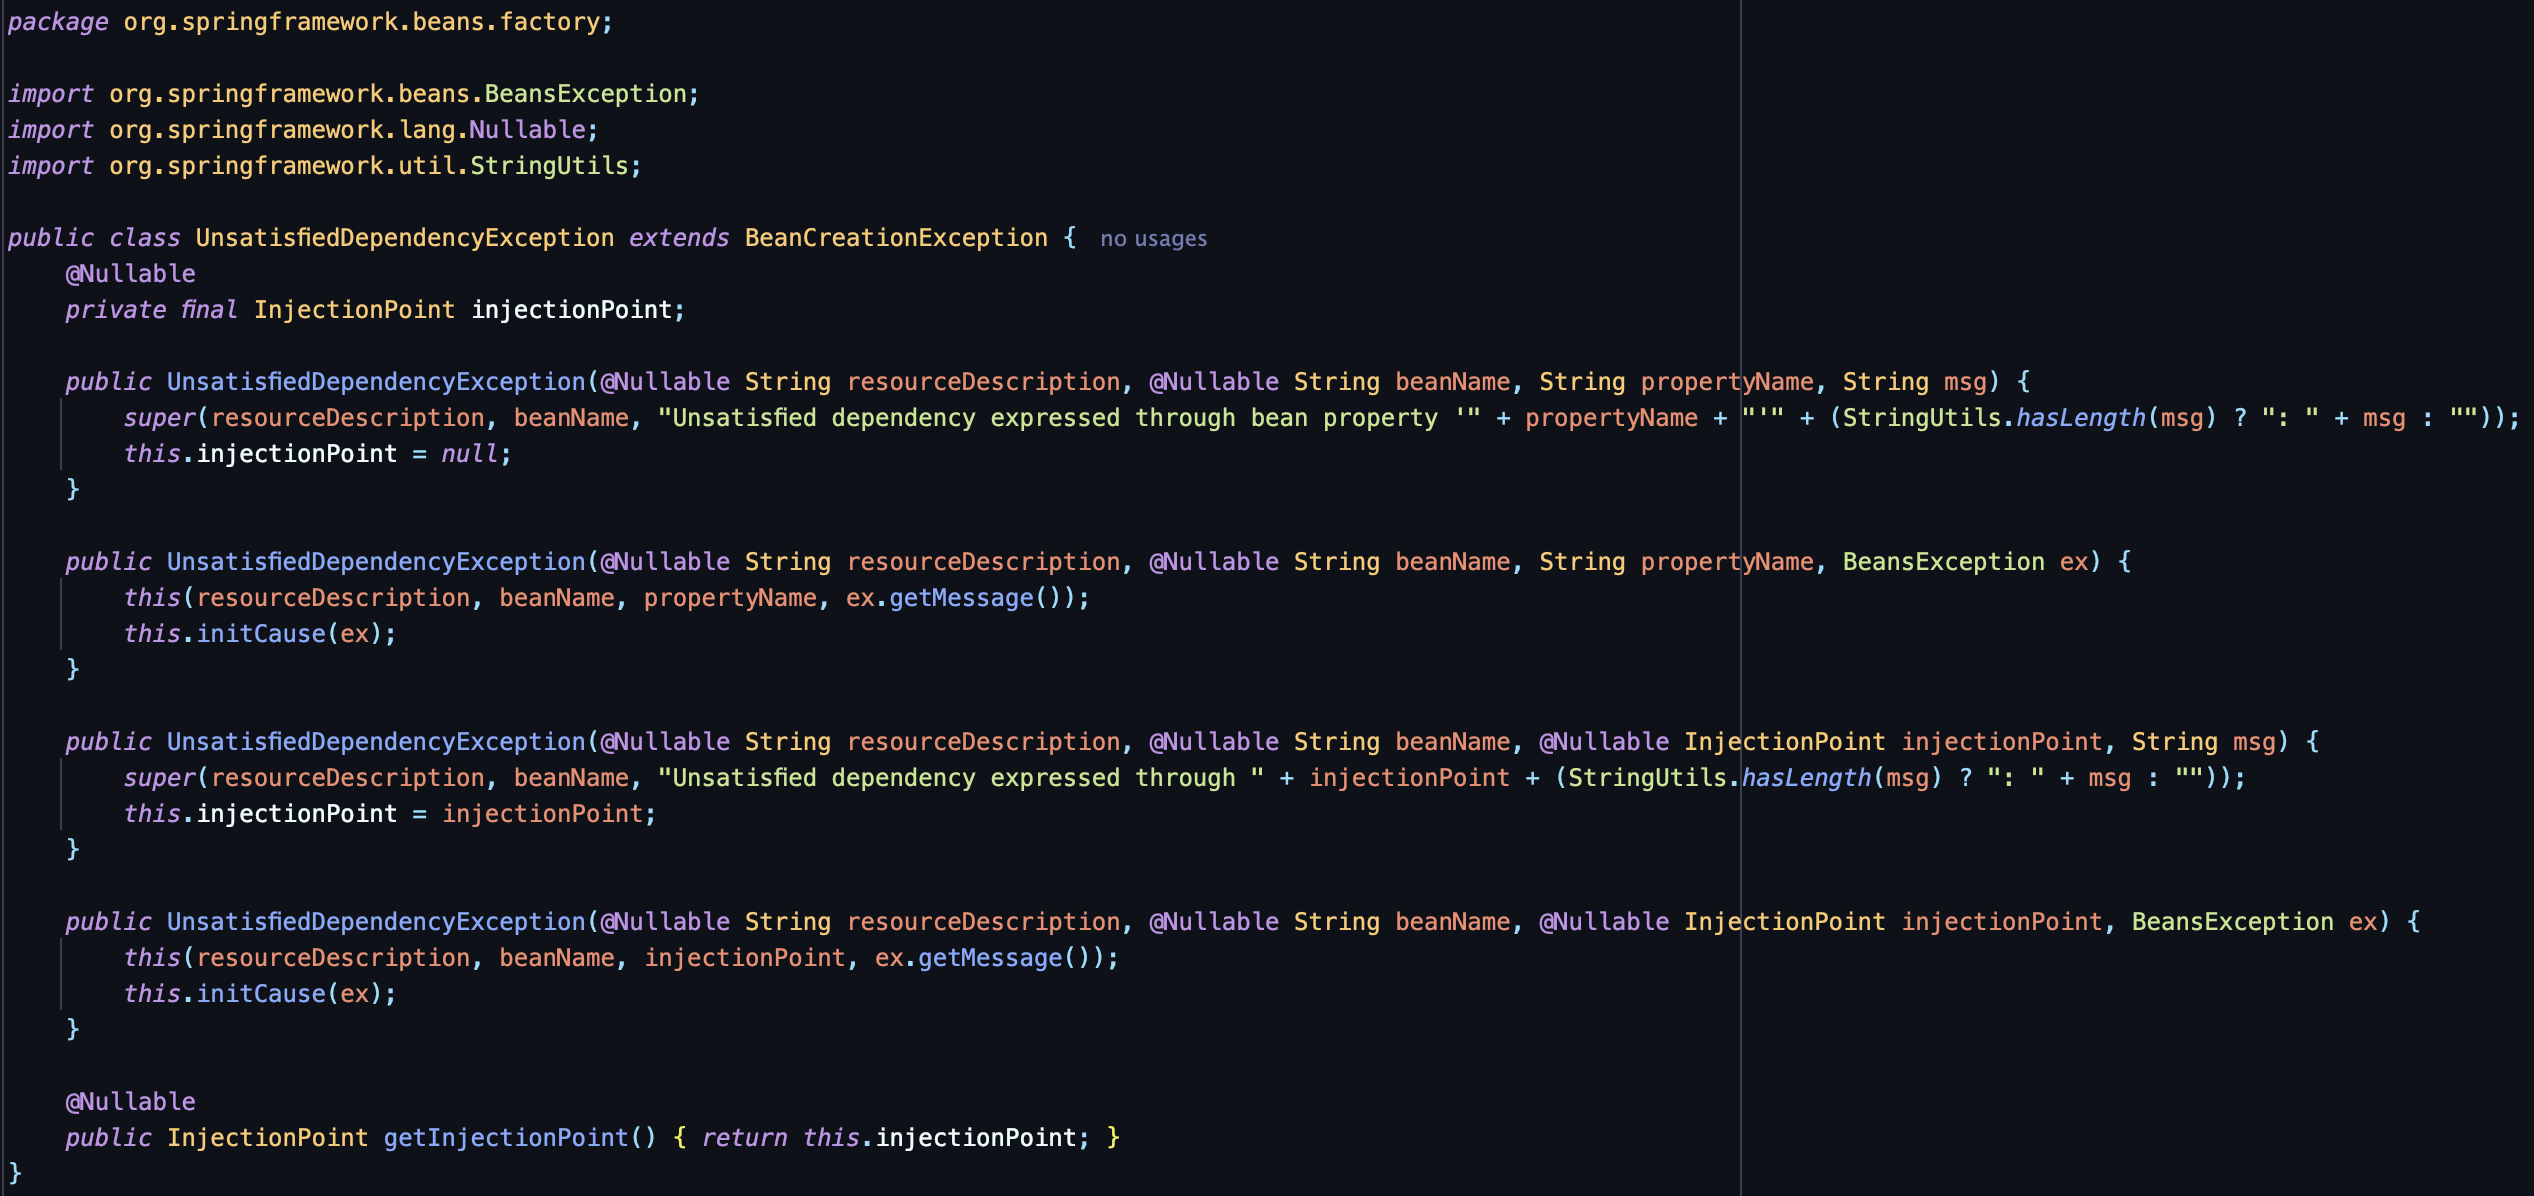 package org.springframework.beans.factory;
import org.springframework.beans.BeansException;
import org.springframework.lang.Nullable;
import org.springframework.util.StringUtils;
public class UnsatisfiedDependencyException extends BeanCreationException { no usages
@Nullable
private final InjectionPoint injectionPoint;
public UnsatisfiedDependencyException(@Nullable String resourceDescription, @Nullable String beanName, String propertyName, String msg) {
super(resourceDescription, beanName, "Unsatisfied dependency expressed through bean property '" + propertyName + "'" + (StringUtils.hasLength(msg) ? ": " + msg : ""));
this.injectionPoint = null;
}
public UnsatisfiedDependencyException(@Nullable String resourceDescription, @Nullable String beanName, String propertyName, BeansException ex) {
this(resourceDescription, beanName, propertyName, ex.getMessage());
this.initCause(ex);
}
public UnsatisfiedDependencyException(@Nullable String resourceDescription, @Nullable String beanName, @Nullable InjectionPoint injectionPoint, String msg) {
super(resourceDescription, beanName, "Unsatisfied dependency expressed through " + injectionPoint + (StringUtils.hasLength(msg) ? ": " + msg : ""));
this.injectionPoint = injectionPoint;
}
public UnsatisfiedDependencyException(@Nullable String resourceDescription, @Nullable String beanName, @Nullable InjectionPoint injectionPoint, BeansException ex) {
this(resourceDescription, beanName, injectionPoint, ex.getMessage());
this.initCause(ex);
}
@Nullable
public InjectionPoint getInjectionPoint() { return this.injectionPoint; }
}